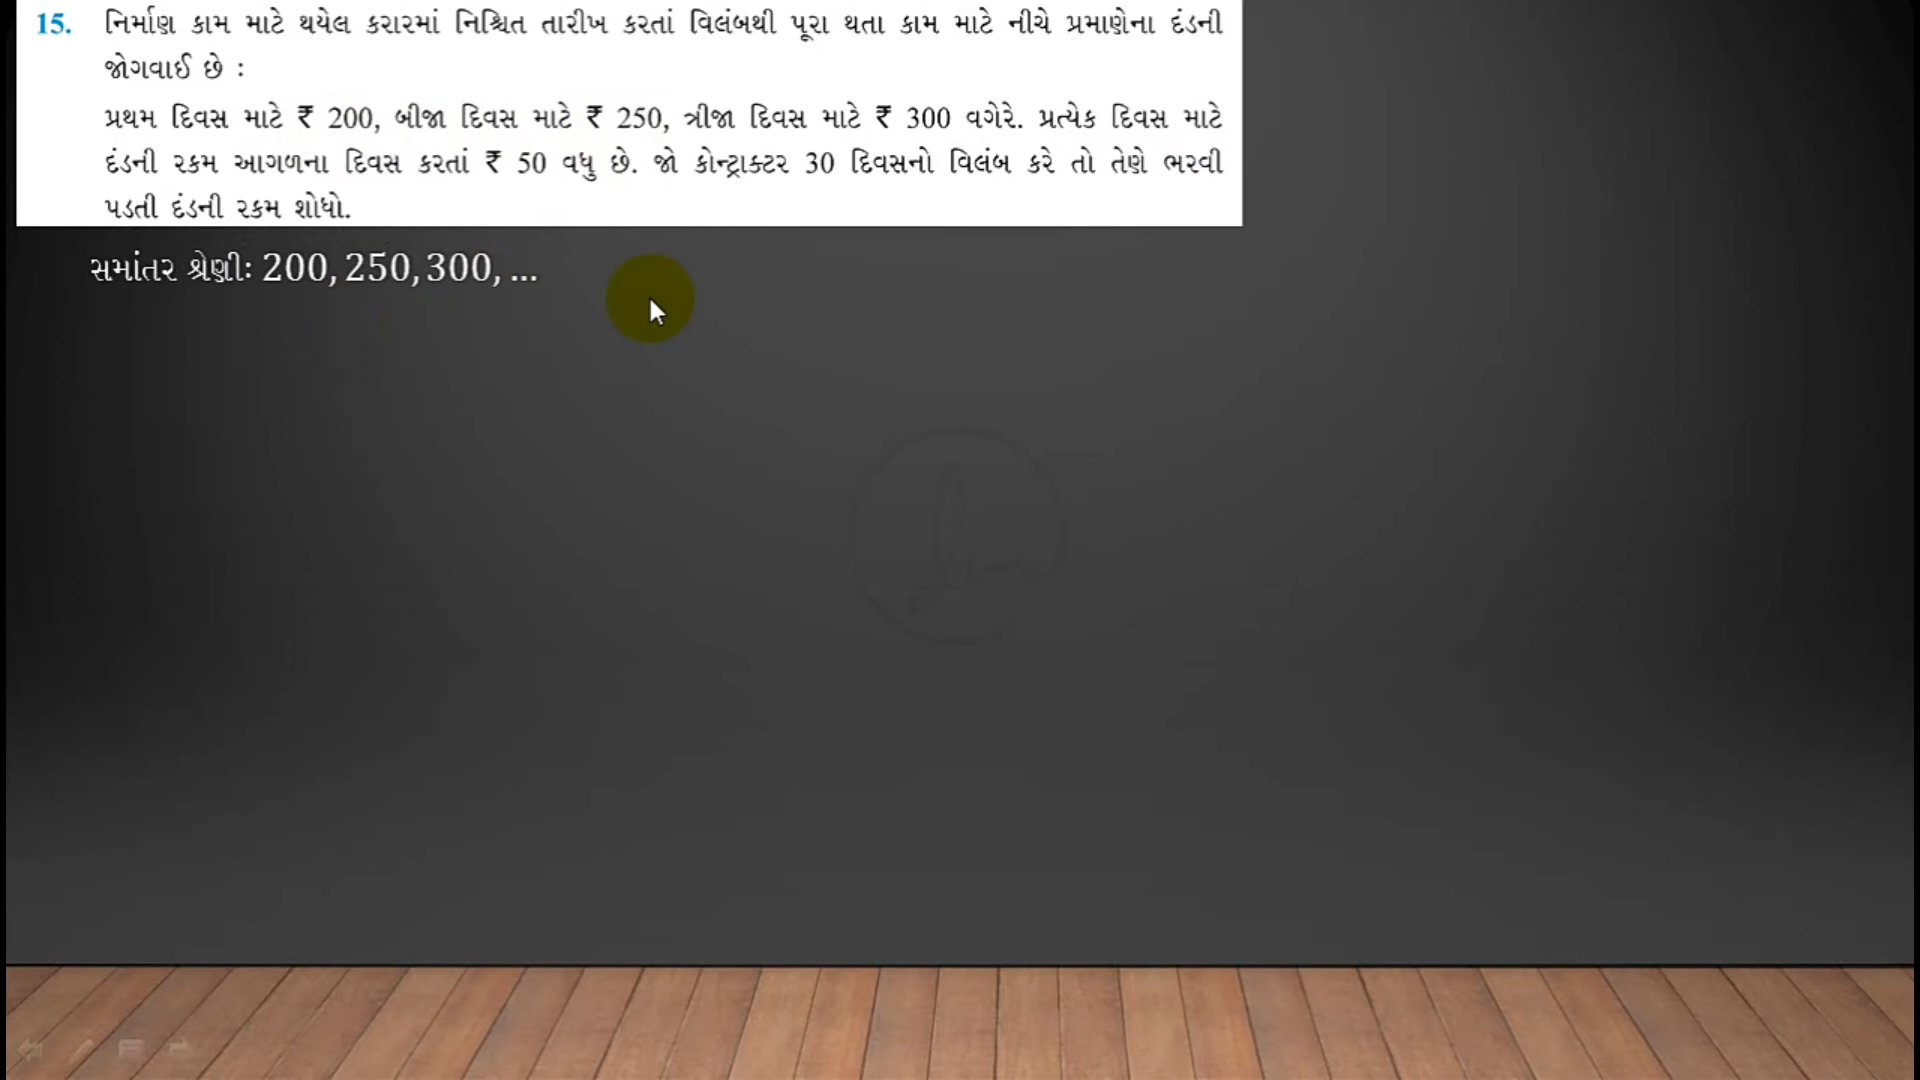 15. નિર્માણ કામ માટે થયેલ કરારમાં નિશ્ચિત તારીખ કરતાં વિલંબથી પૂરા થતા કામ માટે નીચે પ્રમાણેના દંડની
જોગવાઈ છે :
પ્રથમ દિવસ માટે ₹ 200, બીજા દિવસ માટે ₹ 250, ત્રીજા દિવસ માટે ₹ 300 વગેરે. પ્રત્યેક દિવસ માટે
દંડની રકમ આગળના દિવસ કરતાં ₹ 50 વધુ છે. જો કોન્ટ્રાક્ટર 30 દિવસનો વિલંબ કરે તો તેણે ભરવી
પડતી દંડની રકમ શોધો.
સમાંતર શ્રેણી: 200, 250, 300, ...